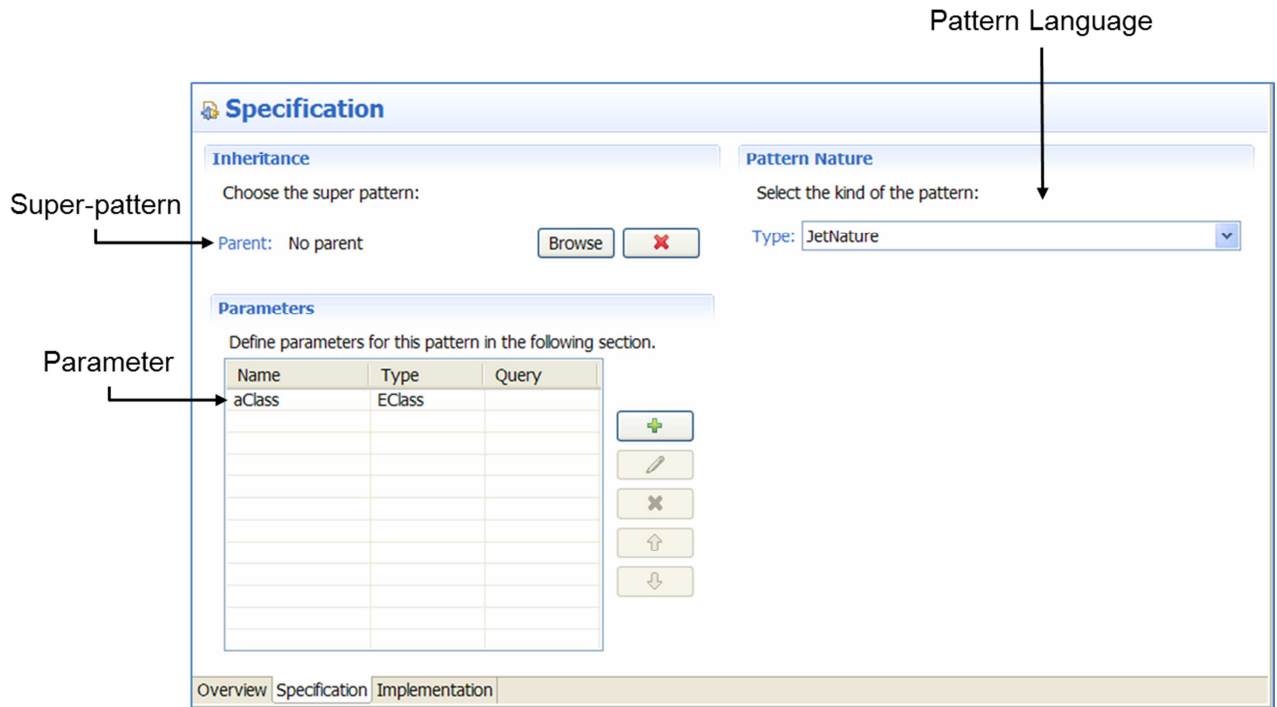 Pattern Language
Specification
Inheritance
Choose the super pattern:
Super-pattern
Parent: No parent
Browse
Pattern Nature
Select the kind of the pattern:
Type: JetNature
Parameters
Define parameters for this pattern in the following section.
Parameter
Name Type Query
aClass EClass
Overview Specification Implementation